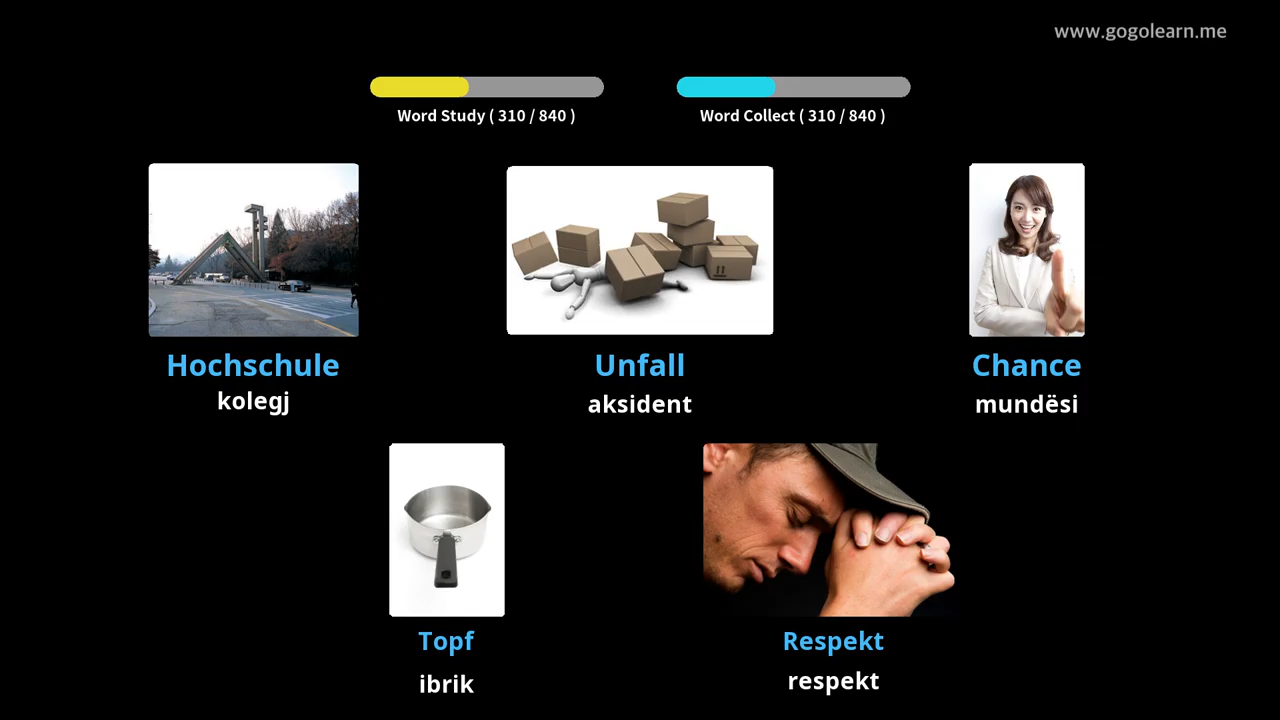 www.gogolearn.me
Word Study ( 310 / 840 )
Word Collect ( 310 / 840 )
Hochschule
kolegj
Unfall
aksident
Chance
mundësi
Topf
ibrik
Respekt
respekt